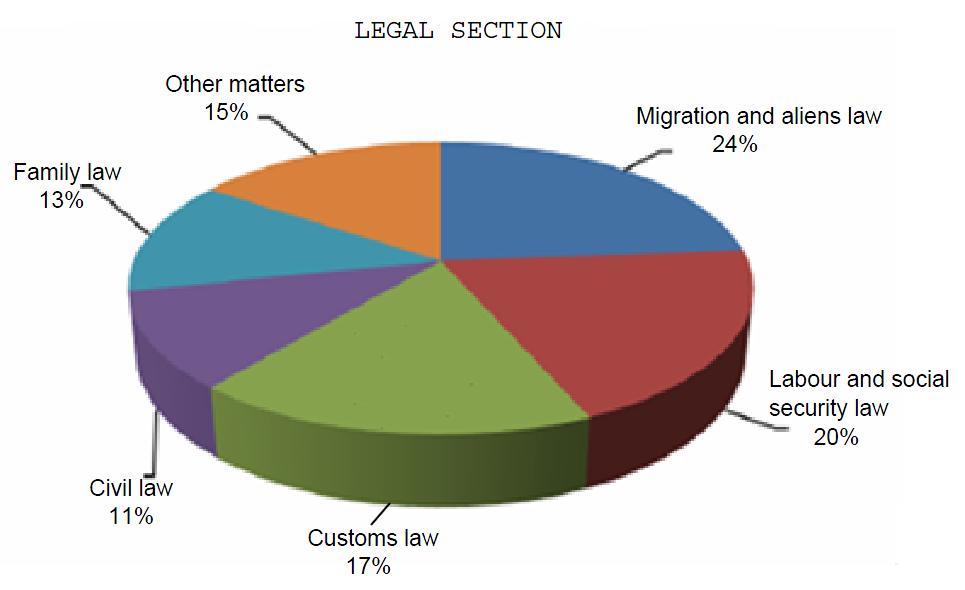 LEGAL SECTION
Other matters
15%
Migration and aliens law
24%
Family law
13%
Labour and social
security law
20%
Civil law
11%
Customs law
17%